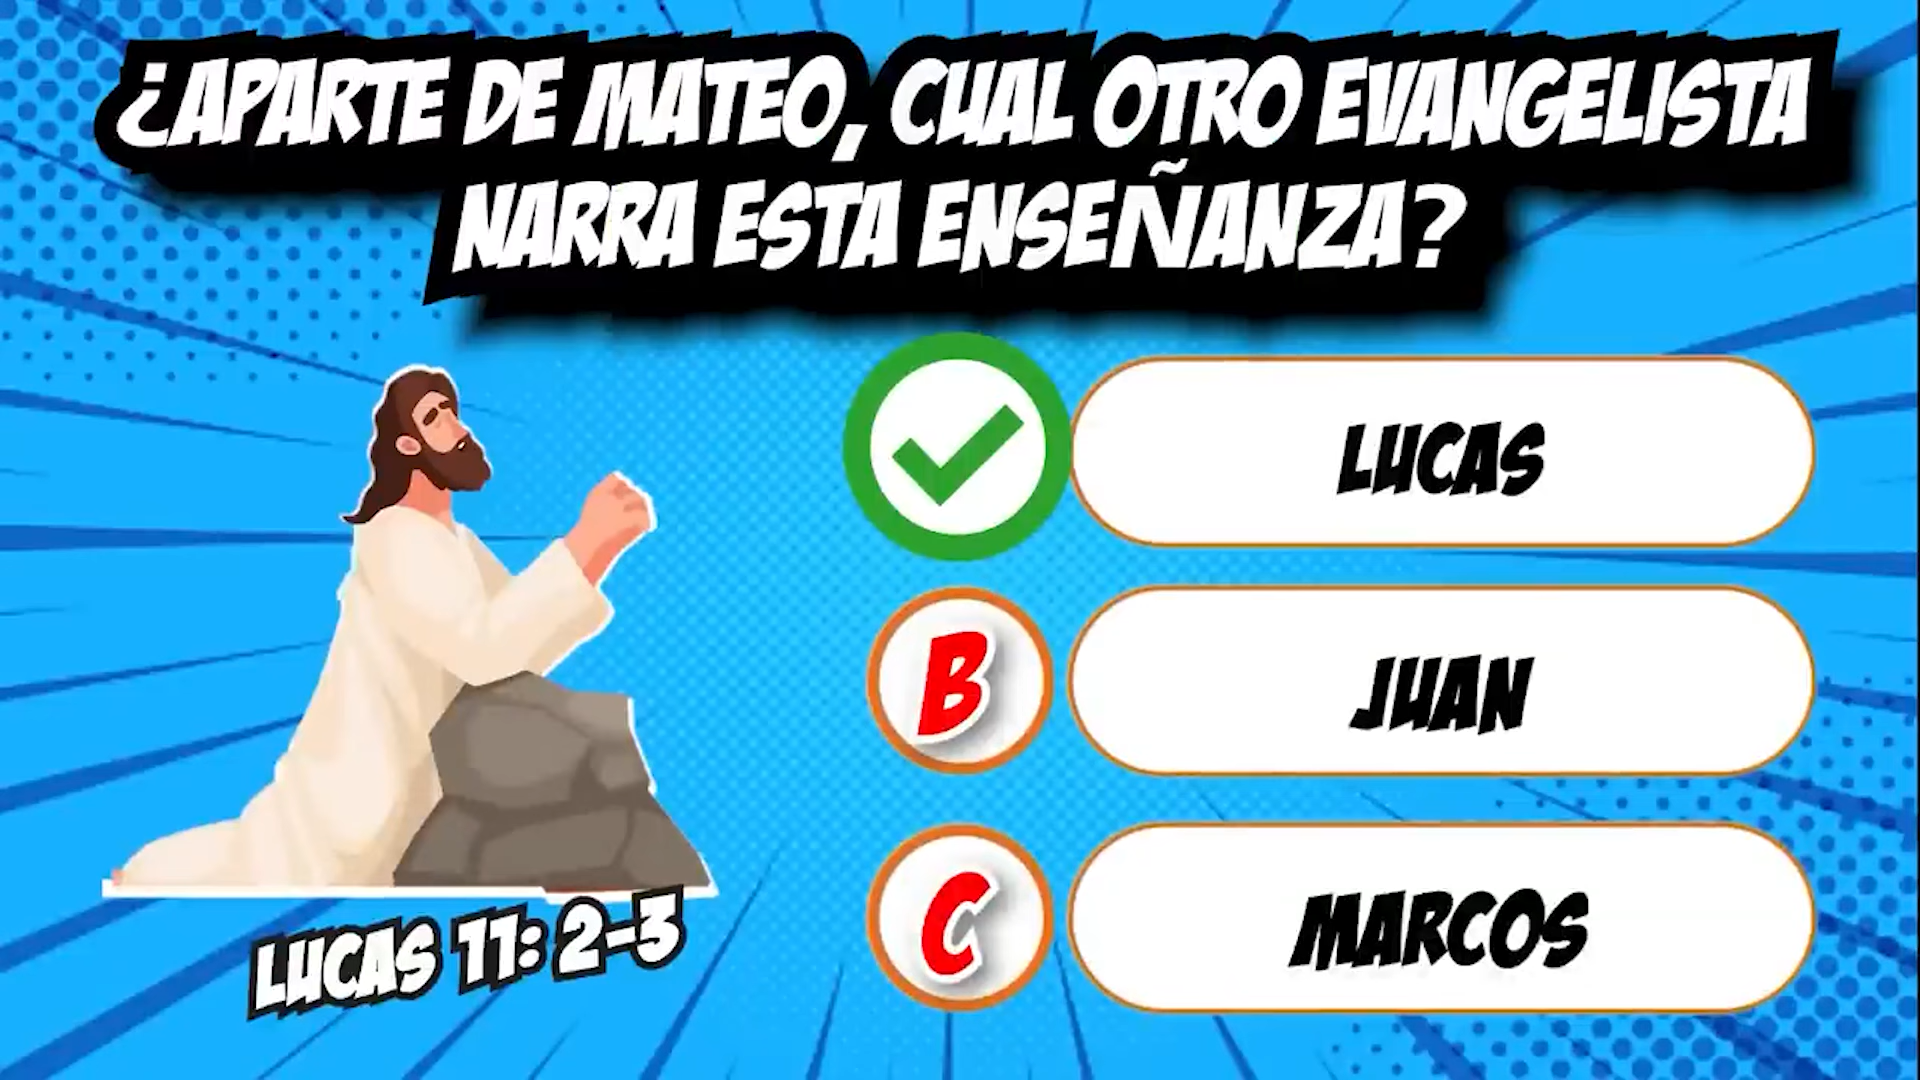 ¿APARTE DE MATEO, CUAL OTRO EVANGELISTA
NARRA ESTA ENSEÑANZA?
LUCAS
B
JUAN
C
MARCOS
LUCAS 11: 2-3